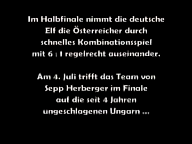 Im Halbfinale nimmt die deutsche
Elf die Österreicher durch
schnelles Kombinationsspiel
mit 6 : 1 regelrecht auseinander.
Am 4. Juli trifft das Team von
Sepp Herberger im Finale
auf die seit 4 Jahren
ungeschlogenen Ungarn ...